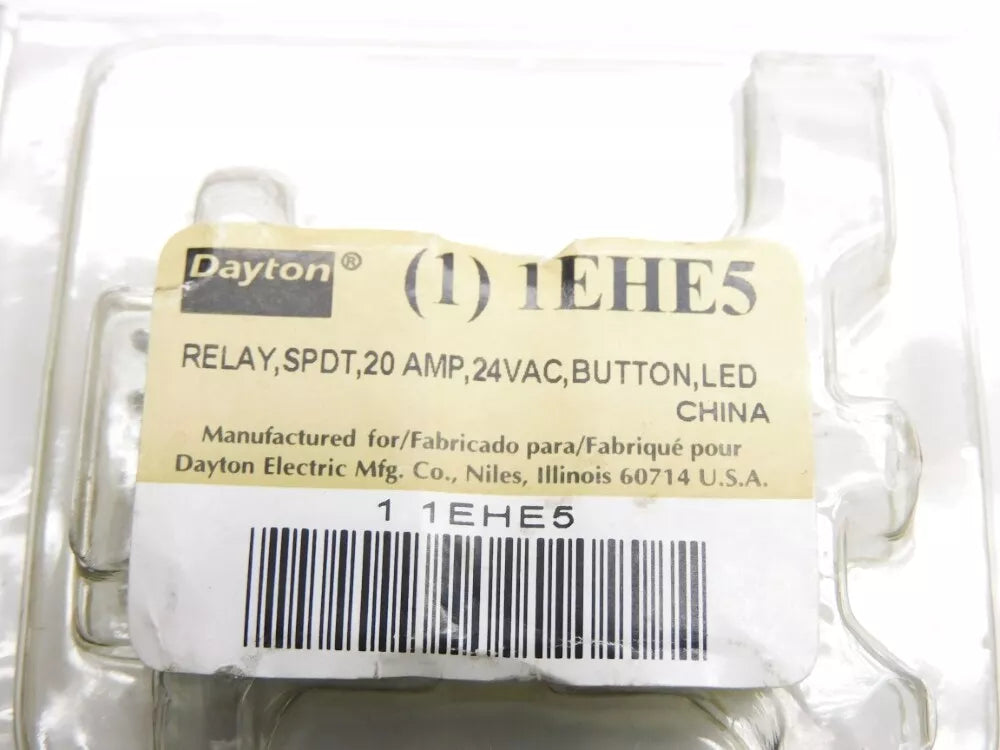 Dayton® (1) 1EHE5
RELAY,SPDT,20 AMP,24VAC,BUTTON,LED
CHINA
Manufactured for/Fabricado para/Fabriqué pour
Dayton Electric Mfg. Co., Niles, Illinois 60714 U.S.A.
1 1EHE5